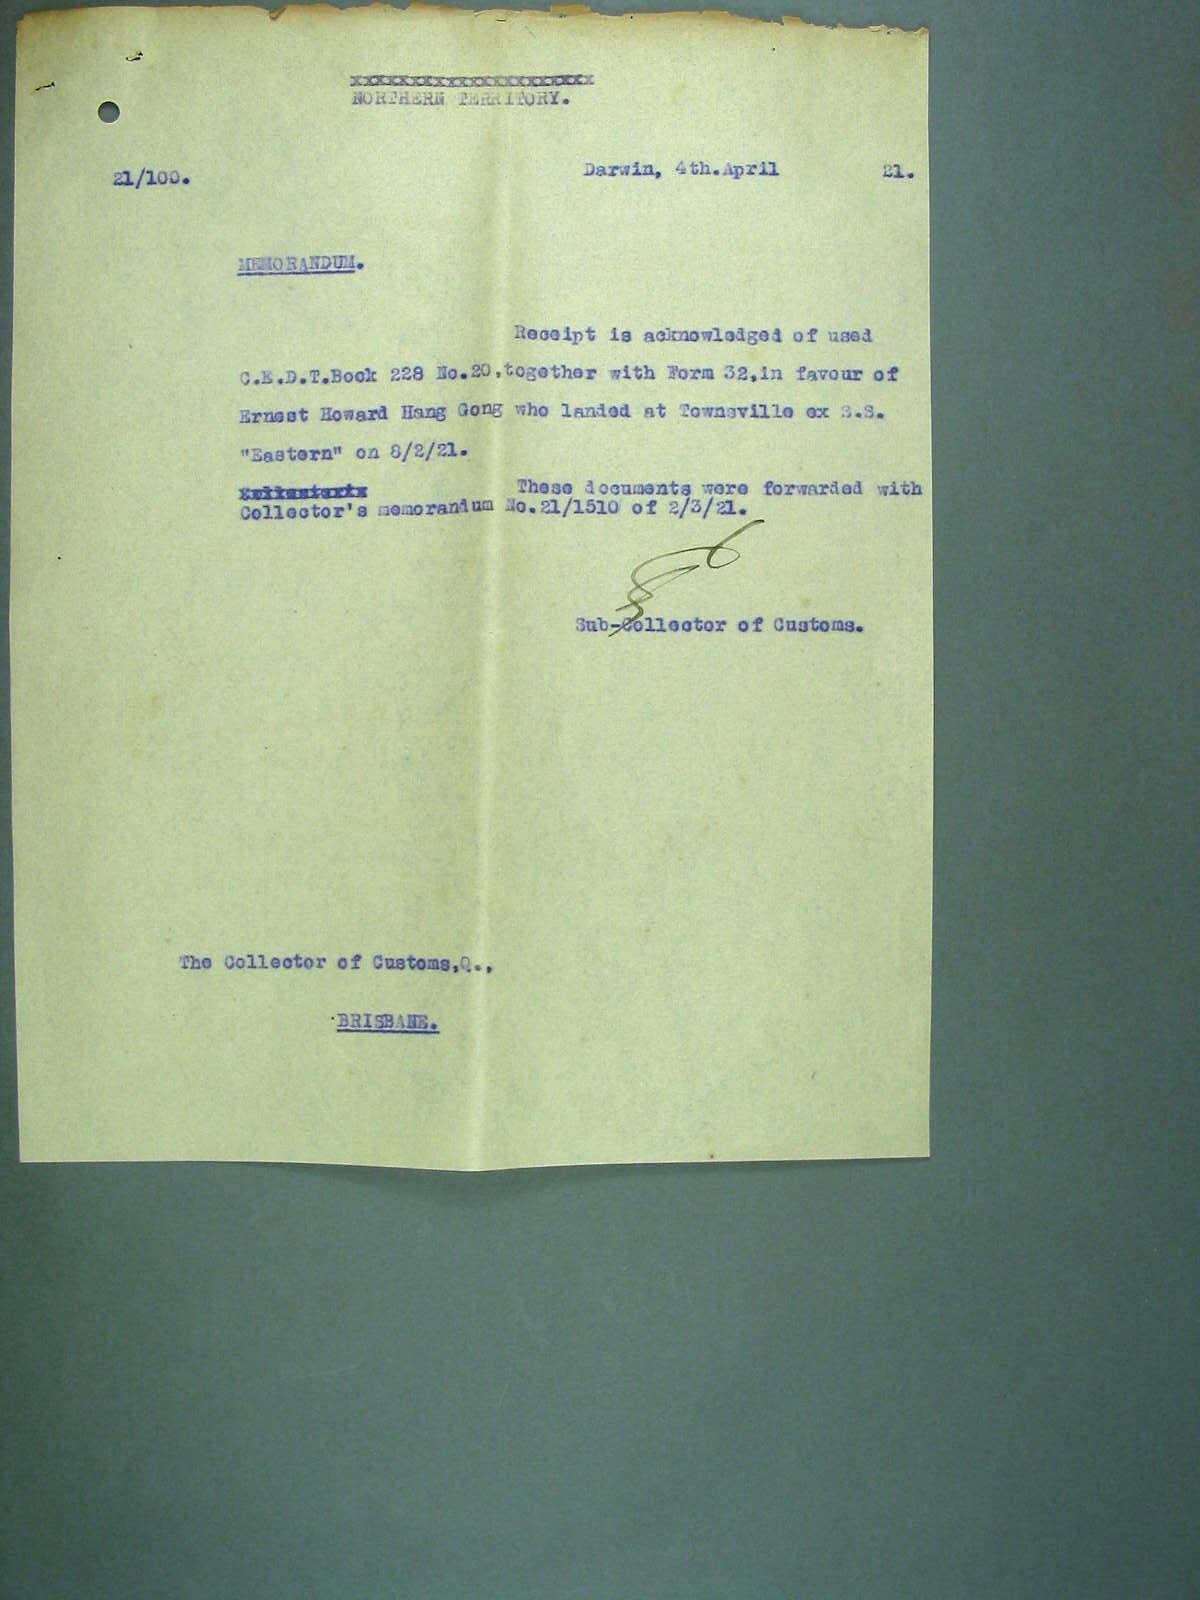 NORTHERN TERRITORY.
21/100.
Darwin, 4th.April 21.
MEMORANDUM.
Receipt is acknowledged of used
C.E.D.T.Book 228 No.20,together with Form 32,in favour of
Ernest Howard Hang Gong who landed at Townsville ex S.S.
"Eastern" on 8/2/21.
These documents were forwarded with
Collector's memorandum No.21/1510 of 2/3/21.
Sub-Collector of Customs.
The Collector of Customs,Q.,
BRISBANE.